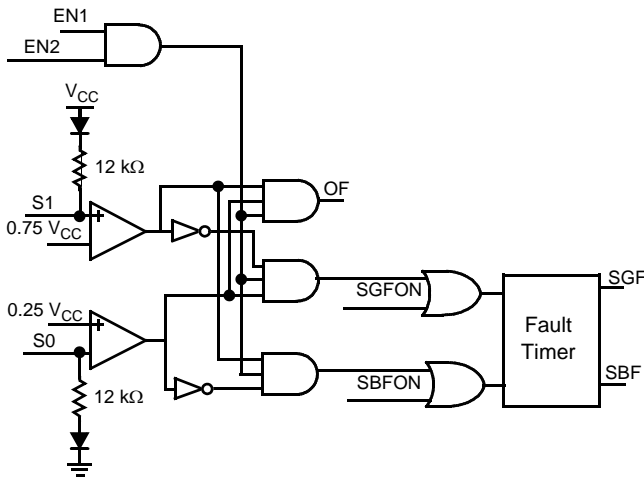 EN1
EN2
VCC
12 kΩ
S1
+
0.75 VCC
OF
0.25 VCC
+
S0
12 kΩ
SGFON
SBFON
Fault
Timer
SGF
SBF